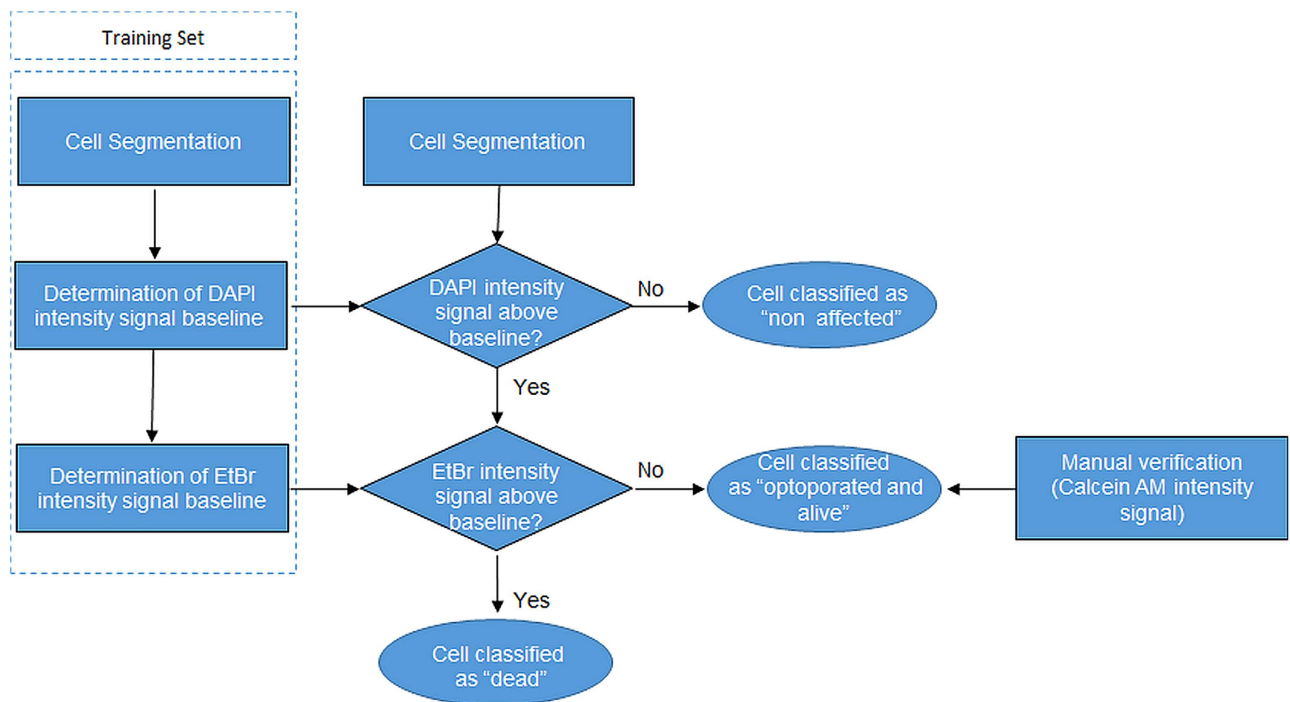 Training Set
Cell Segmentation
Cell Segmentation
Determination of DAPI
intensity signal baseline
DAPI intensity
signal above
baseline?
No
Cell classified as
“non affected”
Yes
Determination of EtBr
intensity signal baseline
EtBr intensity
signal above
baseline?
No
Cell classified
as “optoporated and
alive”
Manual verification
(Calcein AM intensity
signal)
Yes
Cell classified
as “dead”